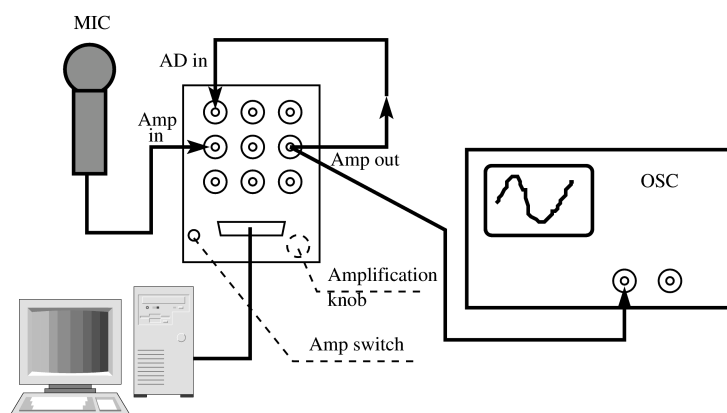 MIC
AD in
Amp
in
Amp out
OSC
Amplification
knob
Amp switch